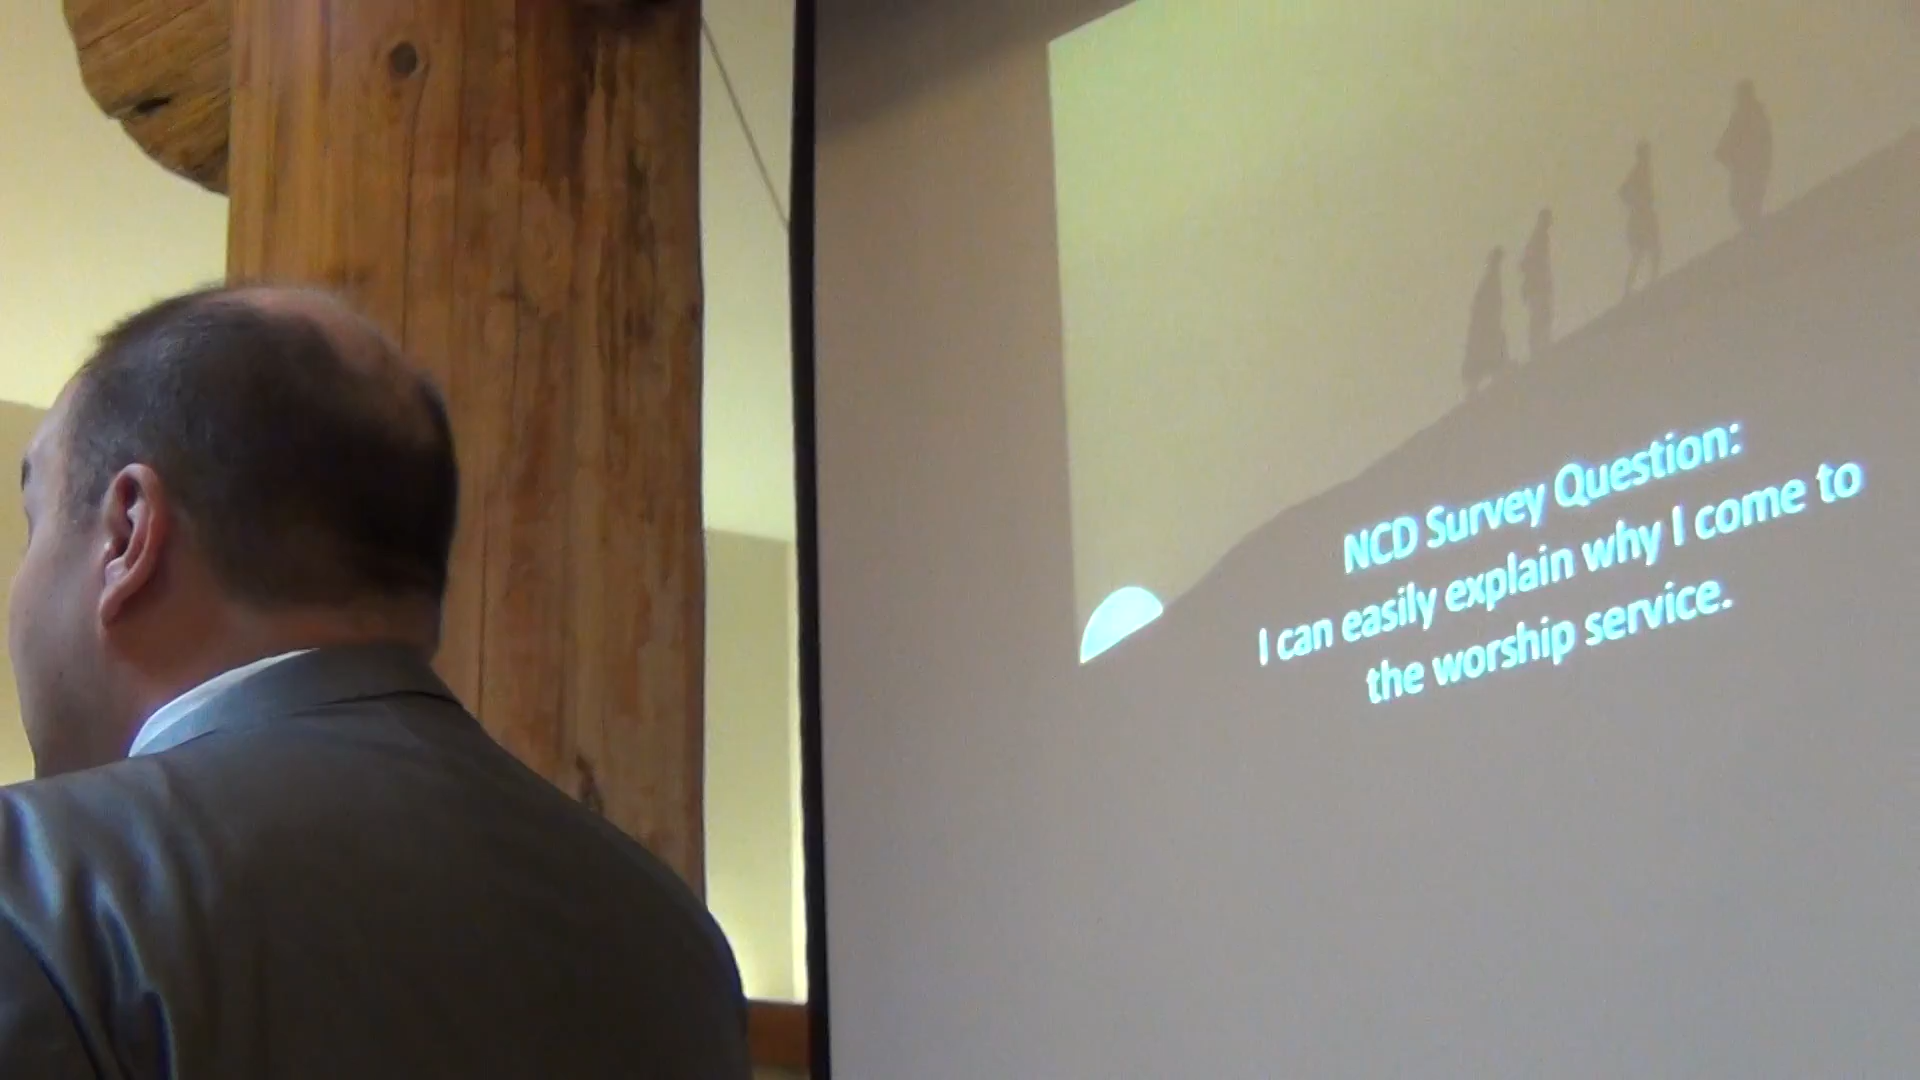 NCD Survey Question:
I can easily explain why I come to
the worship service.